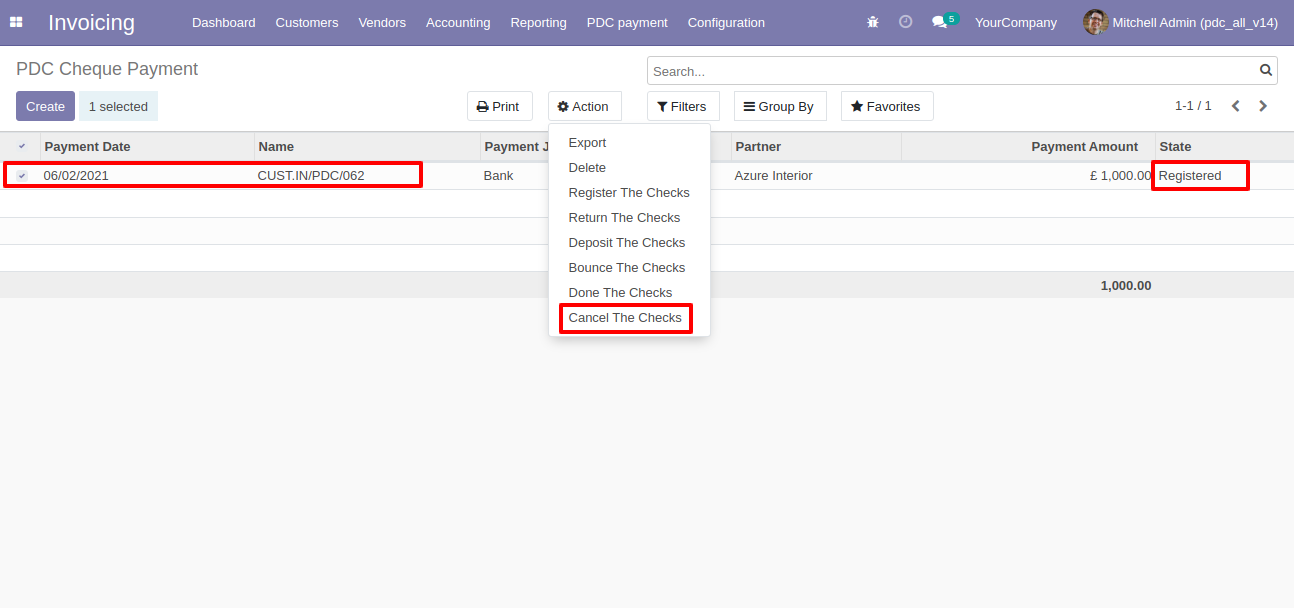 Invoicing Dashboard Customers Vendors Accounting Reporting PDC payment Configuration 5 YourCompany Mitchell Admin (pdc_all_v14)
PDC Cheque Payment
Search...
Create 1 selected Print Action Filters Group By Favorites 1-1 / 1
Payment Date Name Payment J Partner Payment Amount State
06/02/2021 CUST.IN/PDC/062 Bank Azure Interior £ 1,000.00 Registered
1,000.00
Export
Delete
Register The Checks
Return The Checks
Deposit The Checks
Bounce The Checks
Done The Checks
Cancel The Checks